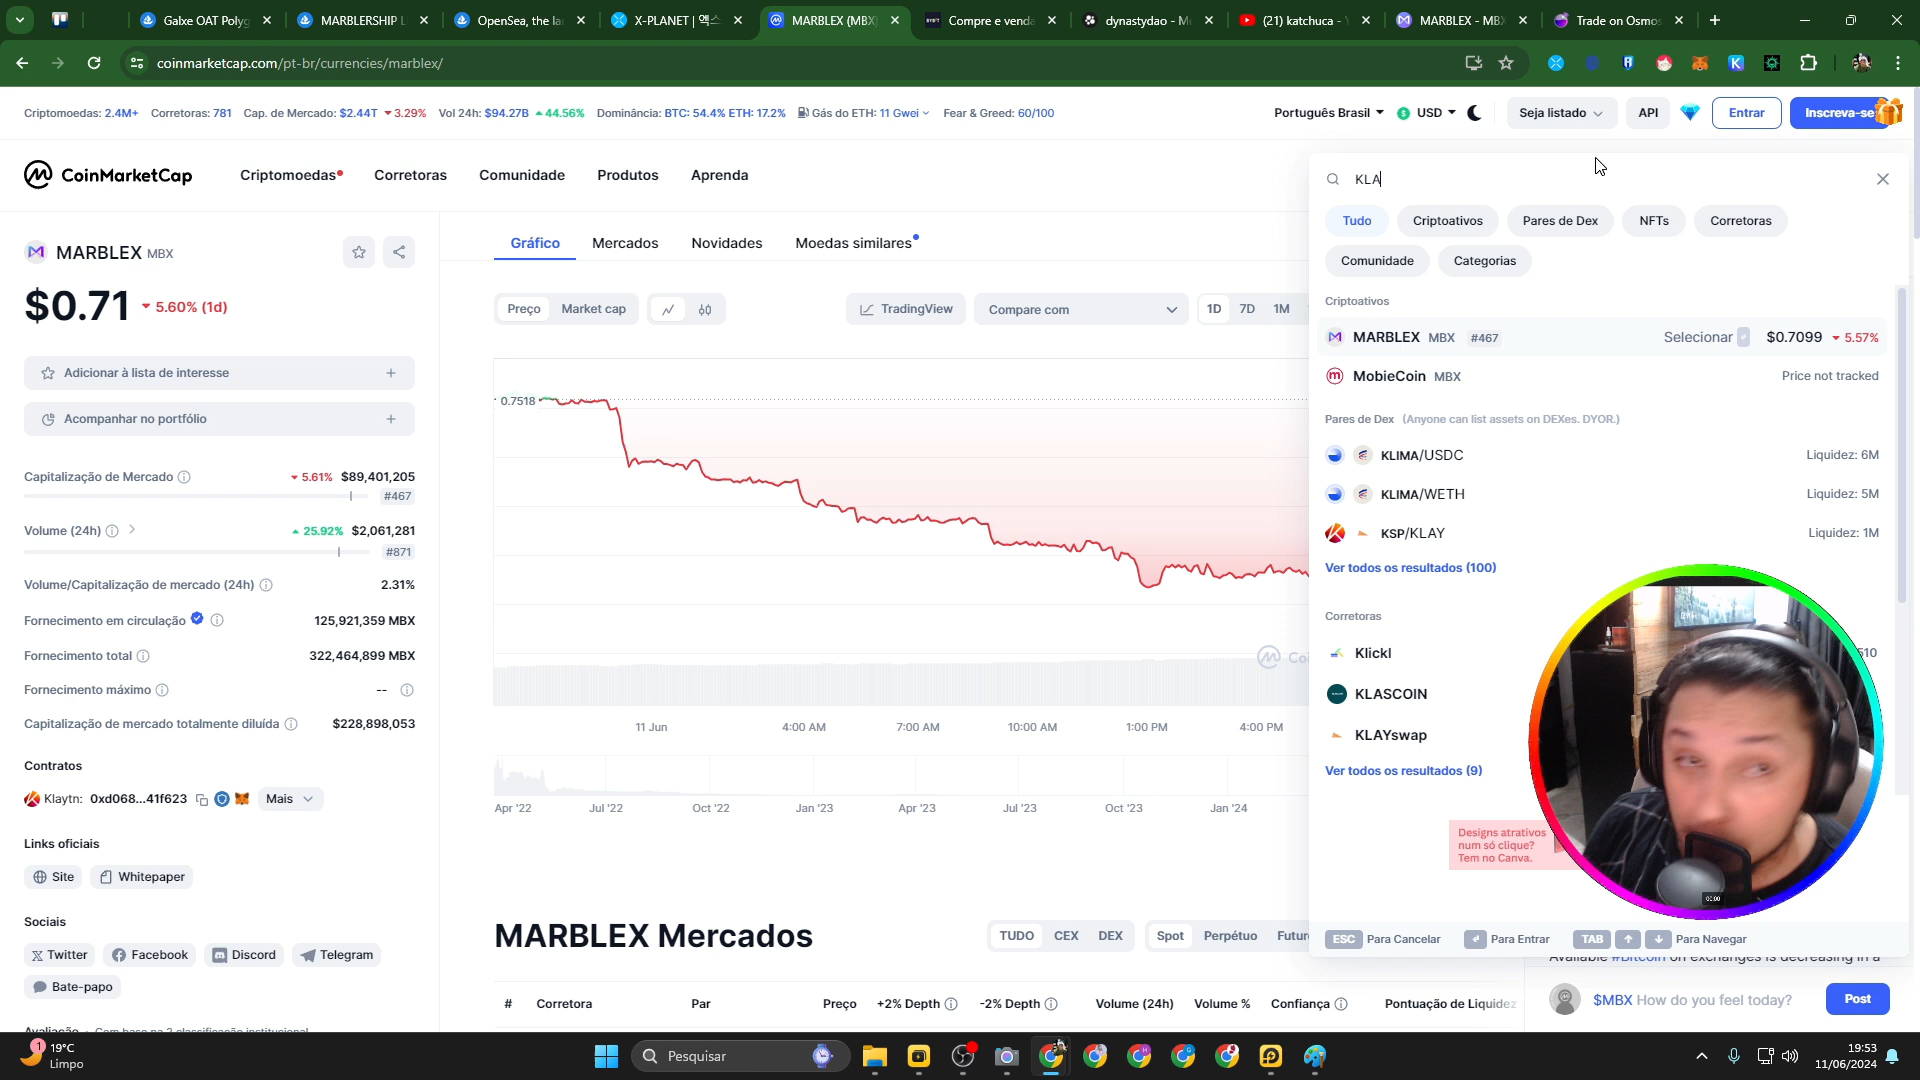 Galxe OAT Polyg
MARBLERSHIP L
OpenSea, the la
X-PLANET | 엑스
MARBLEX (MBX)
Compre e venda
dynastydao - M
(21) katchuca - Y
MARBLEX - MBX
Trade on Osmos
coinmarketcap.com/pt-br/currencies/marblex/
Criptomoedas: 2.4M+ Corretoras: 781 Cap. de Mercado: $2.44T 3.29% Vol 24h: $94.27B 44.56% Dominância: BTC: 54.4% ETH: 17.2% Gás do ETH: 11 Gwei Fear & Greed: 60/100
Português Brasil
USD
Seja listado
API
Entrar
Inscreva-se
CoinMarketCap
Criptomoedas
Corretoras
Comunidade
Produtos
Aprenda
KLA
Tudo
Criptoativos
Pares de Dex
NFTs
Corretoras
Comunidade
Categorias
MARBLEX MBX
$0.71 5.60% (1d)
Adicionar à lista de interesse
Acompanhar no portfólio
Capitalização de Mercado 5.61% $89,401,205
#467
Volume (24h) 25.92% $2,061,281
#871
Volume/Capitalização de mercado (24h) 2.31%
Fornecimento em circulação 125,921,359 MBX
Fornecimento total 322,464,899 MBX
Fornecimento máximo --
Capitalização de mercado totalmente diluída $228,898,053
Contratos
Klaytn: 0xd068...41f623
Mais
Links oficiais
Site
Whitepaper
Sociais
Twitter
Facebook
Discord
Telegram
Bate-papo
Gráfico
Mercados
Novidades
Moedas similares
Preço
Market cap
TradingView
Compare com
1D 7D 1M
0.7518
11 Jun 4:00 AM 7:00 AM 10:00 AM 1:00 PM 4:00 PM
Apr '22 Jul '22 Oct '22 Jan '23 Apr '23 Jul '23 Oct '23 Jan '24
MARBLEX Mercados
TUDO CEX DEX
Spot Perpétuo Futur
# Corretora Par Preço +2% Depth -2% Depth Volume (24h) Volume % Confiança Pontuação de Liquidez
Criptoativos
MARBLEX MBX #467 Selecionar $0.7099 5.57%
MobieCoin MBX Price not tracked
Pares de Dex (Anyone can list assets on DEXes. DYOR.)
KLIMA/USDC Liquidez: 6M
KLIMA/WETH Liquidez: 5M
KSP/KLAY Liquidez: 1M
Ver todos os resultados (100)
Corretoras
Klickl
KLASCOIN
KLAYswap
Ver todos os resultados (9)
Designs atrativos
num só clique?
Tem no Canva.
ESC Para Cancelar Para Entrar TAB Para Navegar
$MBX How do you feel today?
Post
19°C
Limpo
Pesquisar
19:53
11/06/2024